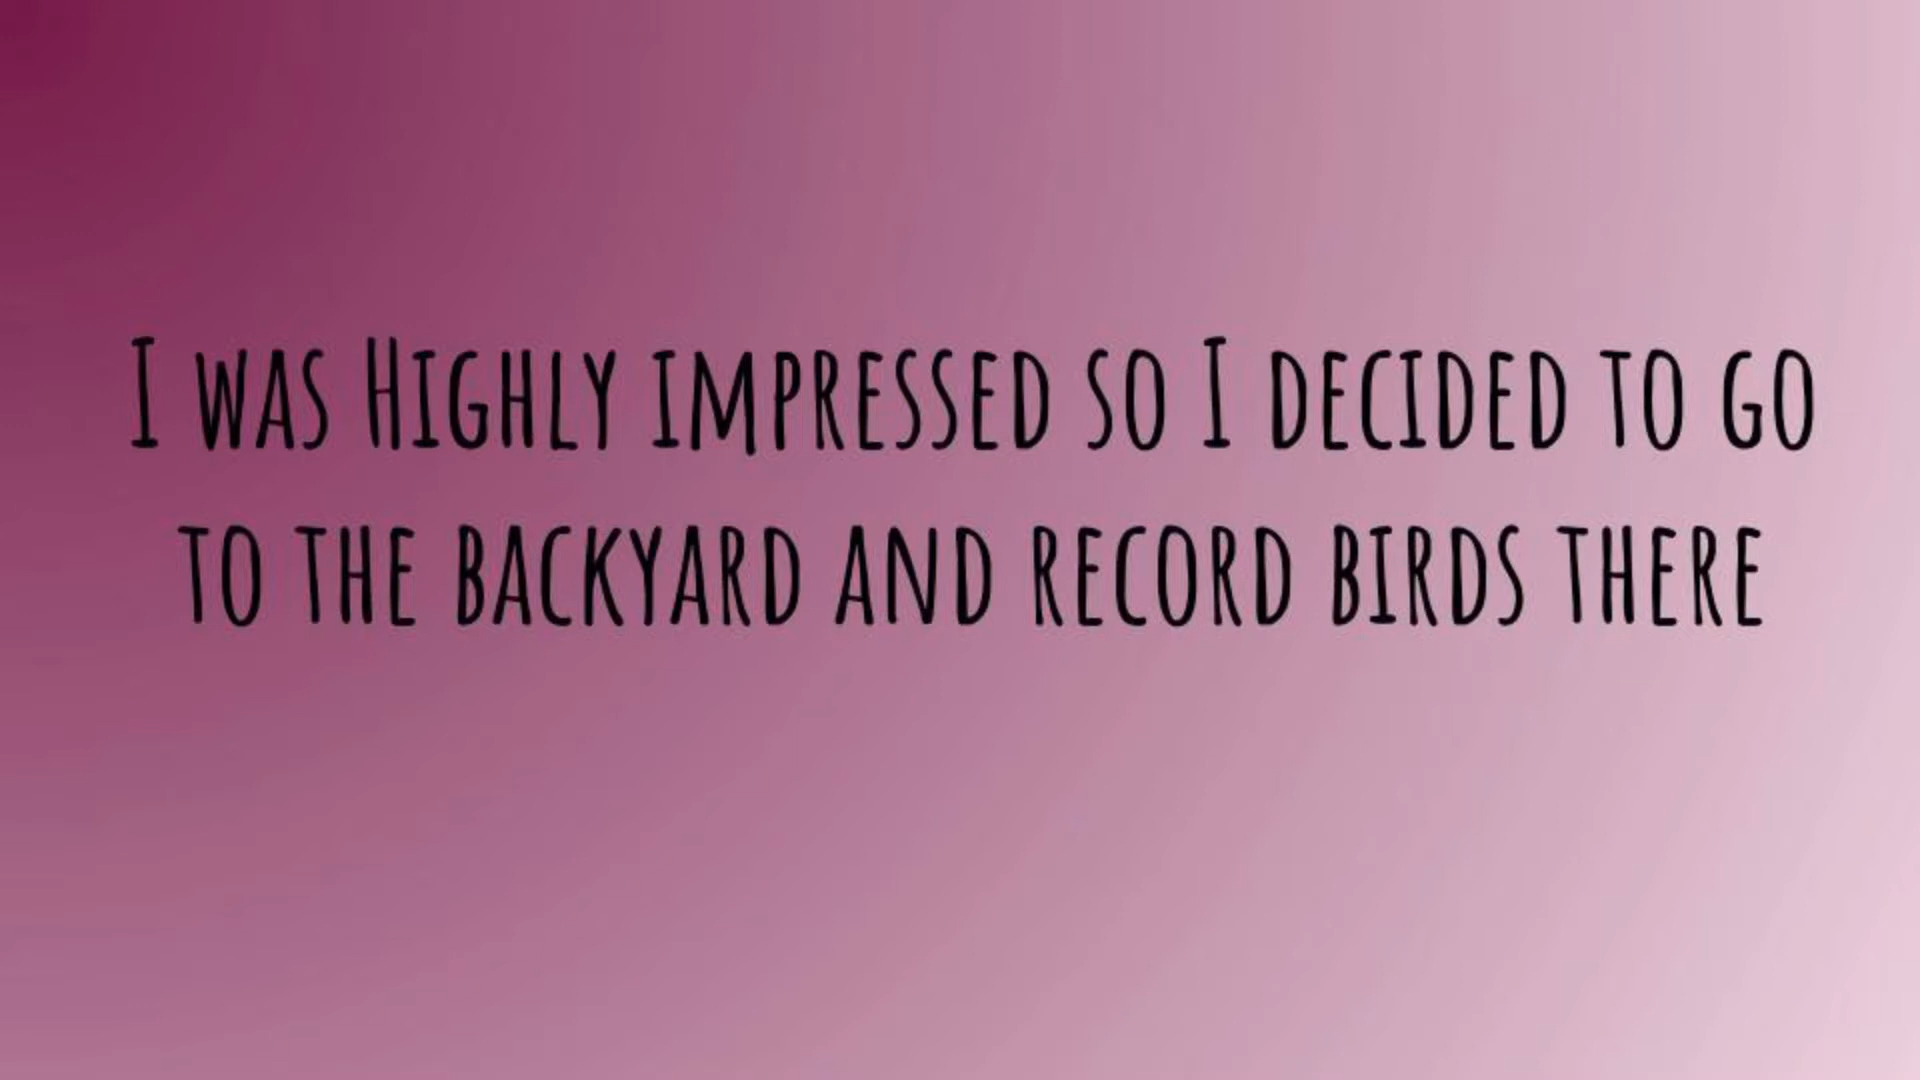 I was Highly impressed so I decided to go
to the backyard and record birds there